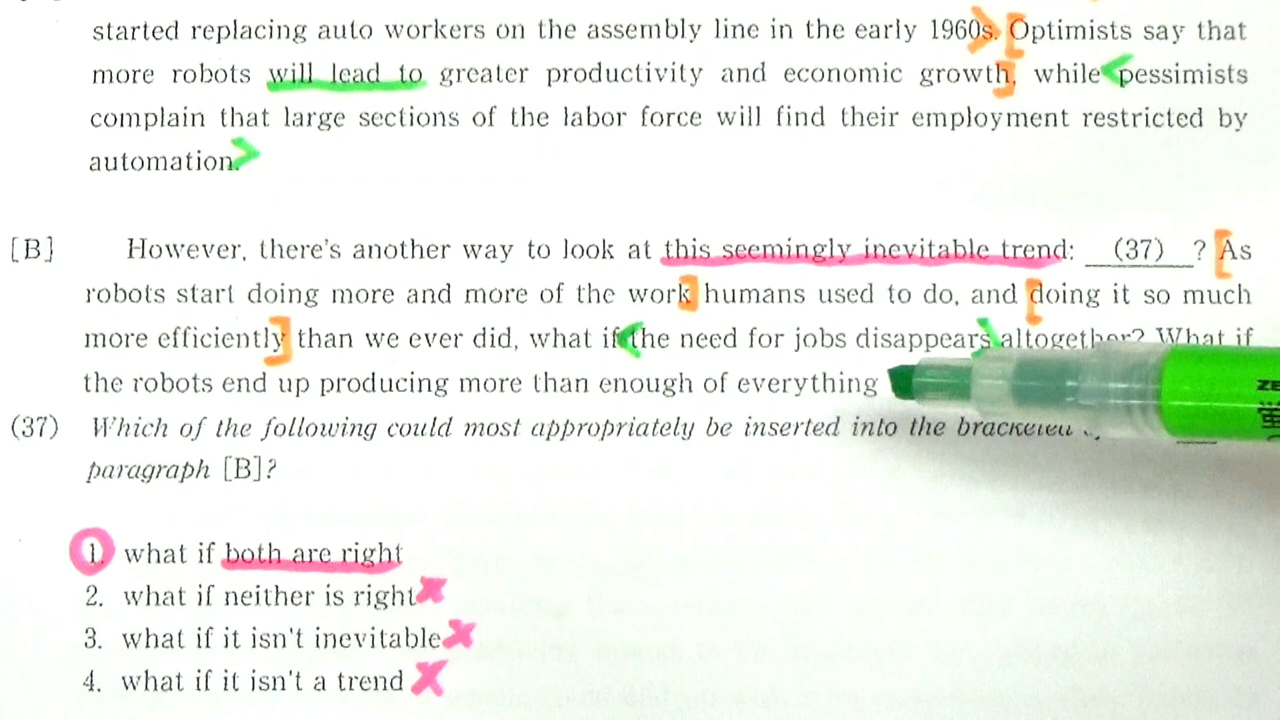 started replacing auto workers on the assembly line in the early 1960s. Optimists say that
more robots will lead to greater productivity and economic growth, while pessimists
complain that large sections of the labor force will find their employment restricted by
automation.
[B] However, there's another way to look at this seemingly inevitable trend: (37) ? As
robots start doing more and more of the work humans used to do, and doing it so much
more efficiently than we ever did, what if the need for jobs disappears altogether? What if
the robots end up producing more than enough of everything
(37) Which of the following could most appropriately be inserted into the
paragraph [B]?
1. what if both are right
2. what if neither is right
3. what if it isn't inevitable
4. what if it isn't a trend